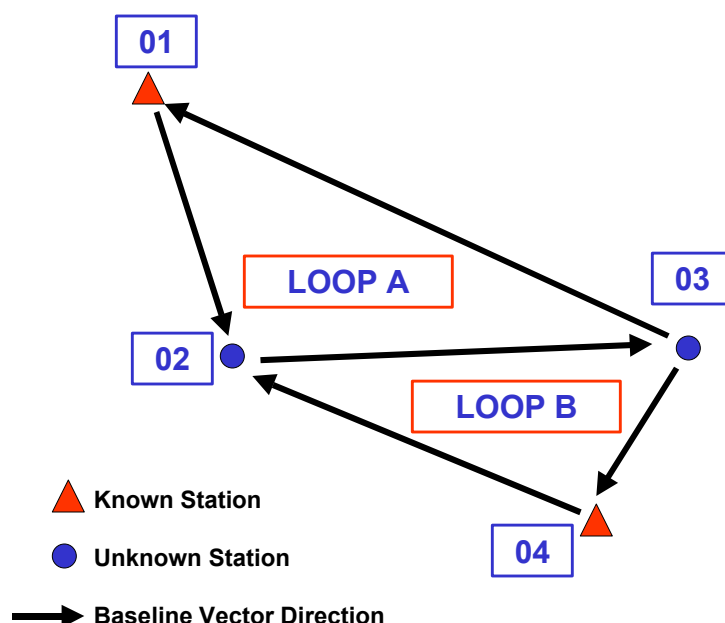 01
LOOP A
03
02
LOOP B
Known Station
04
Unknown Station
Baseline Vector Direction